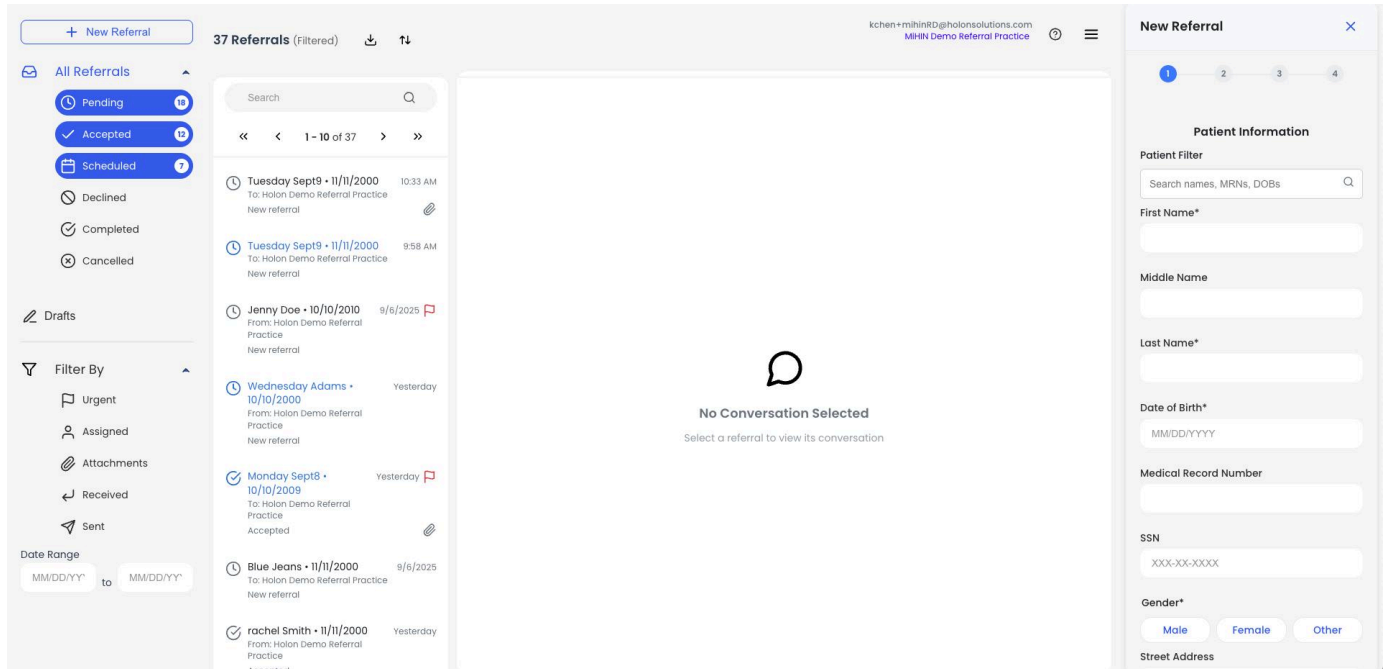 + New Referral
All Referrals
Pending 18
Accepted 12
Scheduled 7
Declined
Completed
Cancelled
Drafts
Filter By
Urgent
Assigned
Attachments
Received
Sent
Date Range
MM/DD/YY to MM/DD/YY
37 Referrals (Filtered)
kchen+mihinRD@holonsolutions.com
MiHIN Demo Referral Practice
Search
1 - 10 of 37
Tuesday Sept9 • 11/11/2000 10:33 AM
To: Holon Demo Referral Practice
New referral
Tuesday Sept9 • 11/11/2000 9:58 AM
To: Holon Demo Referral Practice
New referral
Jenny Doe • 10/10/2010 9/6/2025
From: Holon Demo Referral
Practice
New referral
Wednesday Adams • Yesterday
10/10/2000
From: Holon Demo Referral
Practice
New referral
Monday Sept8 • Yesterday
10/10/2009
To: Holon Demo Referral
Practice
Accepted
Blue Jeans • 11/11/2000 9/6/2025
To: Holon Demo Referral Practice
New referral
rachel Smith • 11/11/2000 Yesterday
From: Holon Demo Referral
Practice
No Conversation Selected
Select a referral to view its conversation
New Referral
1 2 3 4
Patient Information
Patient Filter
Search names, MRNs, DOBs
First Name*
Middle Name
Last Name*
Date of Birth*
MM/DD/YYYY
Medical Record Number
SSN
XXX-XX-XXXX
Gender*
Male Female Other
Street Address